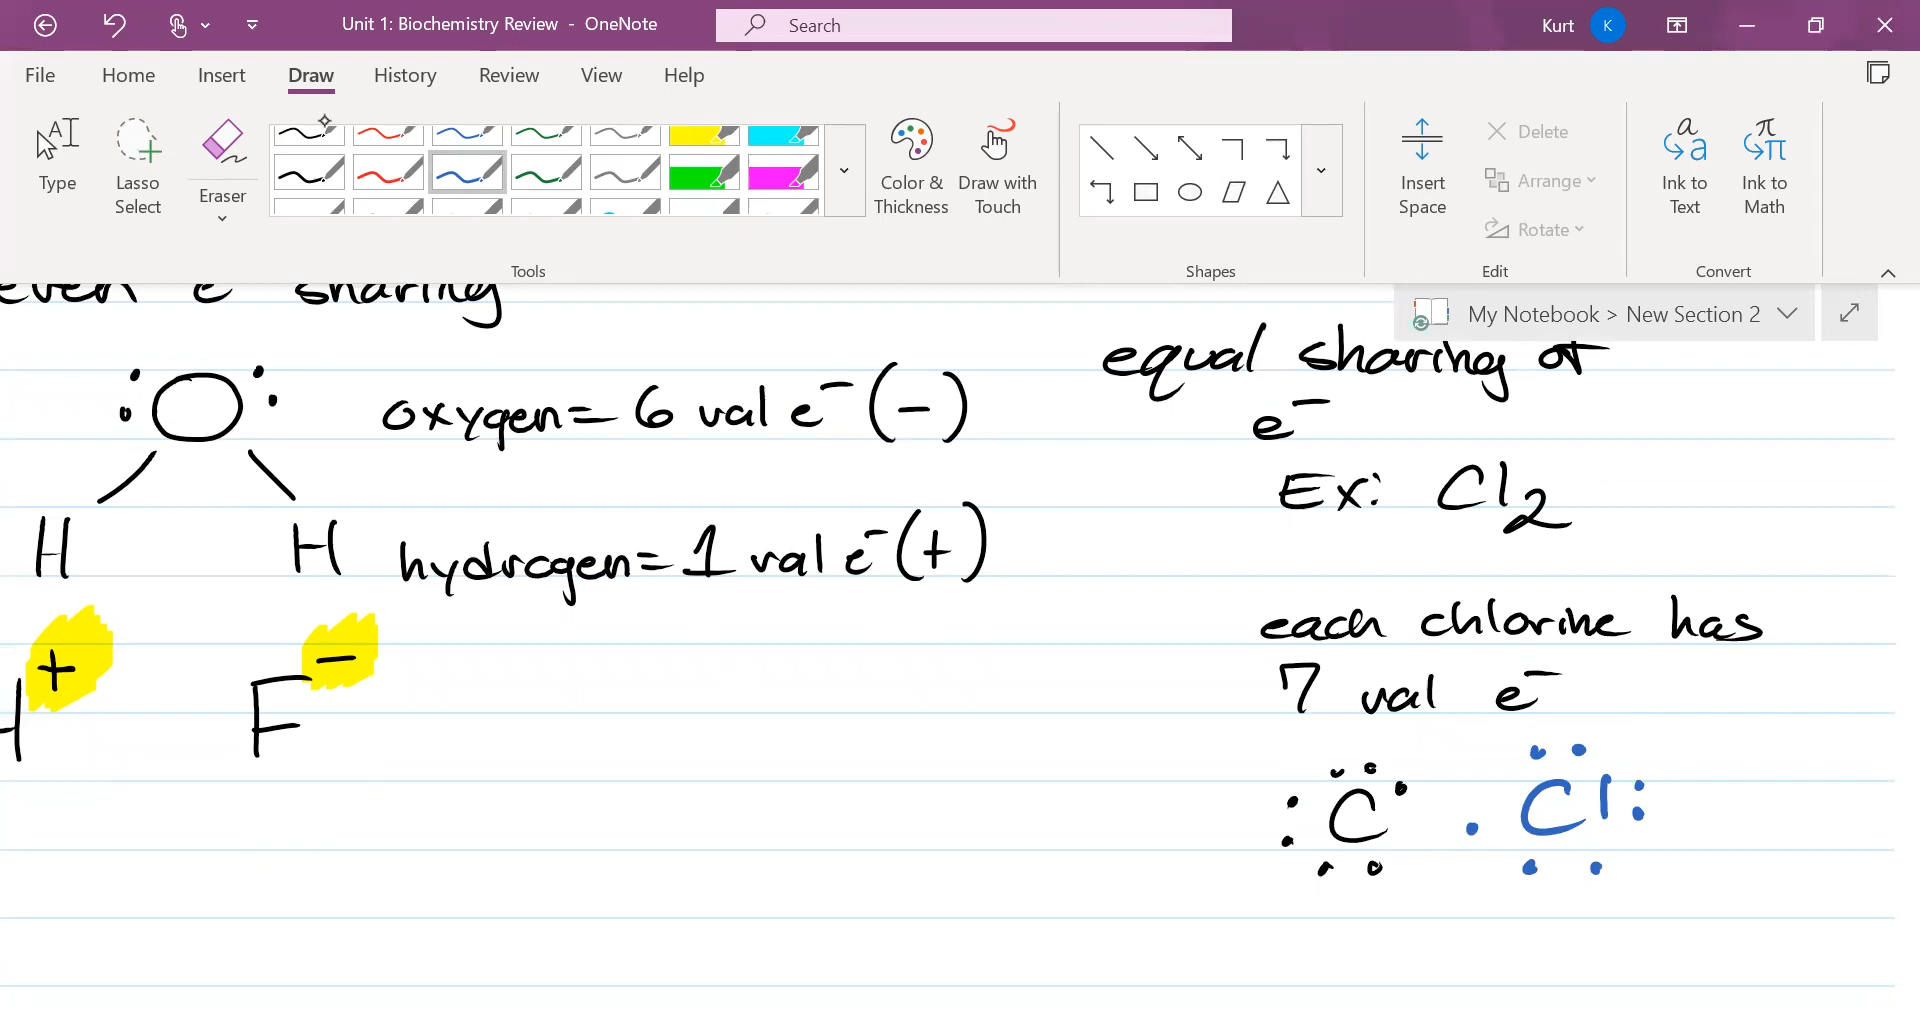 Unit 1: Biochemistry Review - OneNote
Search
Kurt
K
File Home Insert Draw History Review View Help
Type
Lasso Select
Eraser
Color & Thickness
Draw with Touch
Insert Space
Delete
Arrange
Rotate
Ink to Text
Ink to Math
Tools
Shapes
Edit
Convert
My Notebook > New Section 2
even e⁻ sharing
:O:
H H
oxygen = 6 val e⁻ (-)
hydrogen = 1 val e⁻ (+)
H⁺ F⁻
equal sharing of
e⁻
Ex: Cl₂
each chlorine has
7 val e⁻
C Cl